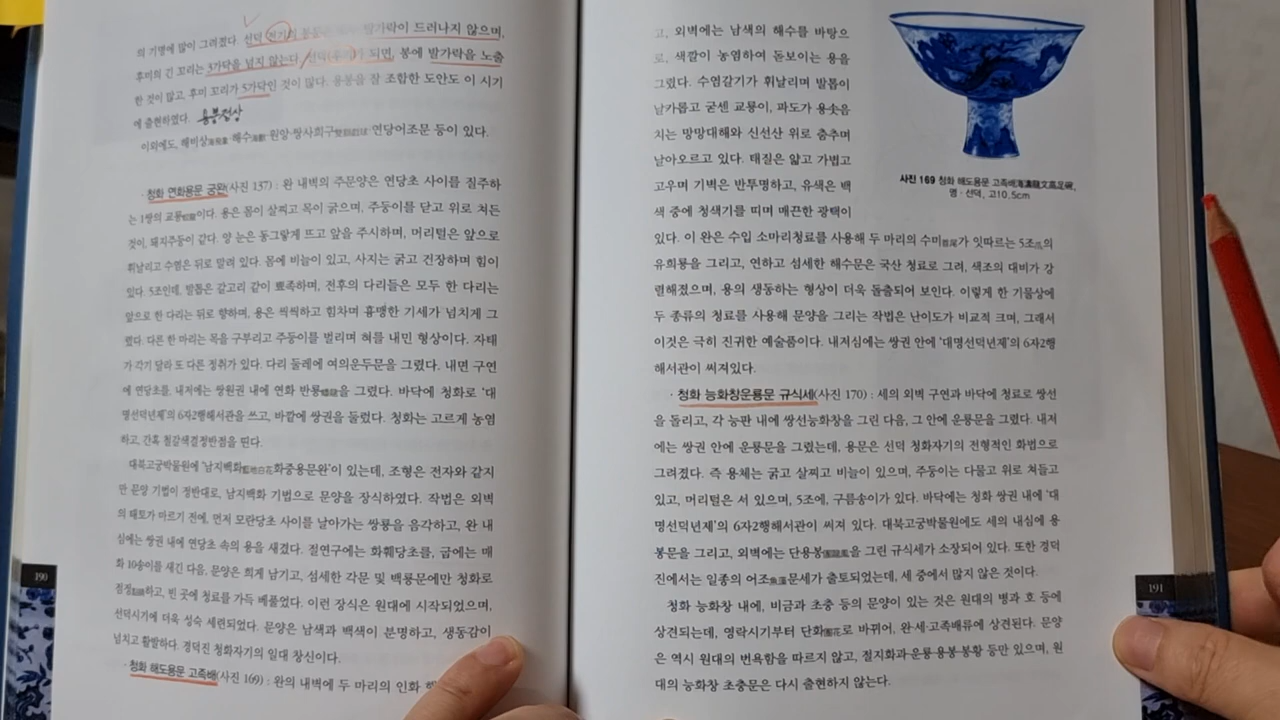 의 기명에 많이 그려졌다. 선덕 전기의 봉황은 발가락이 드러나지 않으며,
후미의 긴 꼬리는 3가닥을 넘지 않는다. 선덕(후기)가 되면, 봉에 발가락을 노출
한 것이 많고, 후미 꼬리가 5가닥인 것이 많다. 용봉을 잘 조합한 도안도 이 시기
에 출현하였다. 용봉정상
이외에도, 해비상 해수 원앙·쌍사희구 연당어조문 등이 있다.
· 청화 연화용문 궁완(사진 137) : 완 내벽의 주문양은 연당초 사이를 질주하
는 1쌍의 교룡이다. 용은 몸이 살찌고 목이 굵으며, 주둥이를 닫고 위로 쳐든
것이, 돼지주둥이 같다. 양 눈은 동그랗게 뜨고 앞을 주시하며, 머리털은 앞으로
휘날리고 수염은 뒤로 말려 있다. 몸에 비늘이 있고, 사지는 굵고 건장하며 힘이
있다. 5조인데, 발톱은 갈고리 같이 뾰족하며, 전후의 다리들은 모두 한 다리는
앞으로 한 다리는 뒤로 향하며, 용은 씩씩하고 힘차며 흉맹한 기세가 넘치게 그
렸다. 다른 한 마리는 목을 구부리고 주둥이를 벌리며 혀를 내민 형상이다. 자태
가 각기 달라 또 다른 정취가 있다. 다리 둘레에 여의운두문을 그렸다. 내면 구연
에 연당초를, 내저에는 쌍원권 내에 연화 반룡을 그렸다. 바닥에 청화로 '대
명선덕년제'의 6자2행해서관을 쓰고, 바깥에 쌍권을 둘렀다. 청화는 고르게 농염
하고, 간혹 철갈색결정반점을 띤다.
대북고궁박물원에 '남지백화藍地白花화중용문완'이 있는데, 조형은 전자와 같지
만 문양 기법이 정반대로, 남지백화 기법으로 문양을 장식하였다. 작법은 외벽
의 태토가 마르기 전에, 먼저 모란당초 사이를 날아가는 쌍룡을 음각하고, 완 내
심에는 쌍권 내에 연당초 속의 용을 새겼다. 절연구에는 화훼당초를, 굽에는 매
화 10송이를 새긴 다음, 문양은 희게 남기고, 섬세한 각문 및 백룡문에만 청화로
점정하고, 빈 곳에 청료를 가득 베풀었다. 이런 장식은 원대에 시작되었으며,
선덕시기에 더욱 성숙 세련되었다. 문양은 남색과 백색이 분명하고, 생동감이
넘치고 활발하다. 경덕진 청화자기의 일대 창신이다.
· 청화 해도용문 고족배(사진 169) : 완의 내벽에 두 마리의 인화
190
고, 외벽에는 남색의 해수를 바탕으
로, 색깔이 농염하여 돋보이는 용을
그렸다. 수염갈기가 휘날리며 발톱이
날카롭고 굳센 교룡이, 파도가 용솟음
치는 망망대해와 신선산 위로 춤추며
날아오르고 있다. 태질은 얇고 가볍고
고우며 기벽은 반투명하고, 유색은 백
색 중에 청색기를 띠며 매끈한 광택이
있다. 이 완은 수입 소마리청료를 사용해 두 마리의 수미首尾가 잇따르는 5조爪의
유희룡을 그리고, 연하고 섬세한 해수문은 국산 청료로 그려, 색조의 대비가 강
렬해졌으며, 용의 생동하는 형상이 더욱 돌출되어 보인다. 이렇게 한 기물상에
두 종류의 청료를 사용해 문양을 그리는 작법은 난이도가 비교적 크며, 그래서
이것은 극히 진귀한 예술품이다. 내저심에는 쌍권 안에 '대명선덕년제'의 6자2행
해서관이 씌져있다.
· 청화 능화창운룡문 규식세(사진 170) : 세의 외벽 구연과 바닥에 청료로 쌍선
을 돌리고, 각 능판 내에 쌍선능화창을 그린 다음, 그 안에 운룡문을 그렸다. 내저
에는 쌍권 안에 운룡문을 그렸는데, 용문은 선덕 청화자기의 전형적인 화법으로
그려졌다. 즉 용체는 굵고 살찌고 비늘이 있으며, 주둥이는 다물고 위로 쳐들고
있고, 머리털은 서 있으며, 5조에, 구름송이가 있다. 바닥에는 청화 쌍권 내에 '대
명선덕년제'의 6자2행해서관이 씌져 있다. 대북고궁박물원에도 세의 내심에 용
봉문을 그리고, 외벽에는 단용봉團龍鳳을 그린 규식세가 소장되어 있다. 또한 경덕
진에서는 일종의 어조魚藻문세가 출토되었는데, 세 중에서 많지 않은 것이다.
청화 능화창 내에, 비금과 초충 등의 문양이 있는 것은 원대의 병과 호 등에
상견되는데, 영락시기부터 단화團花로 바뀌어, 완·세·고족배류에 상견된다. 문양
은 역시 원대의 번욕함을 따르지 않고, 절지화과·운룡·용봉·봉황 등만 있으며, 원
대의 능화창 초충문은 다시 출현하지 않는다.
사진 169 청화 해도용문 고족배海濤龍文高足碗,
명·선덕, 고10.5cm
191